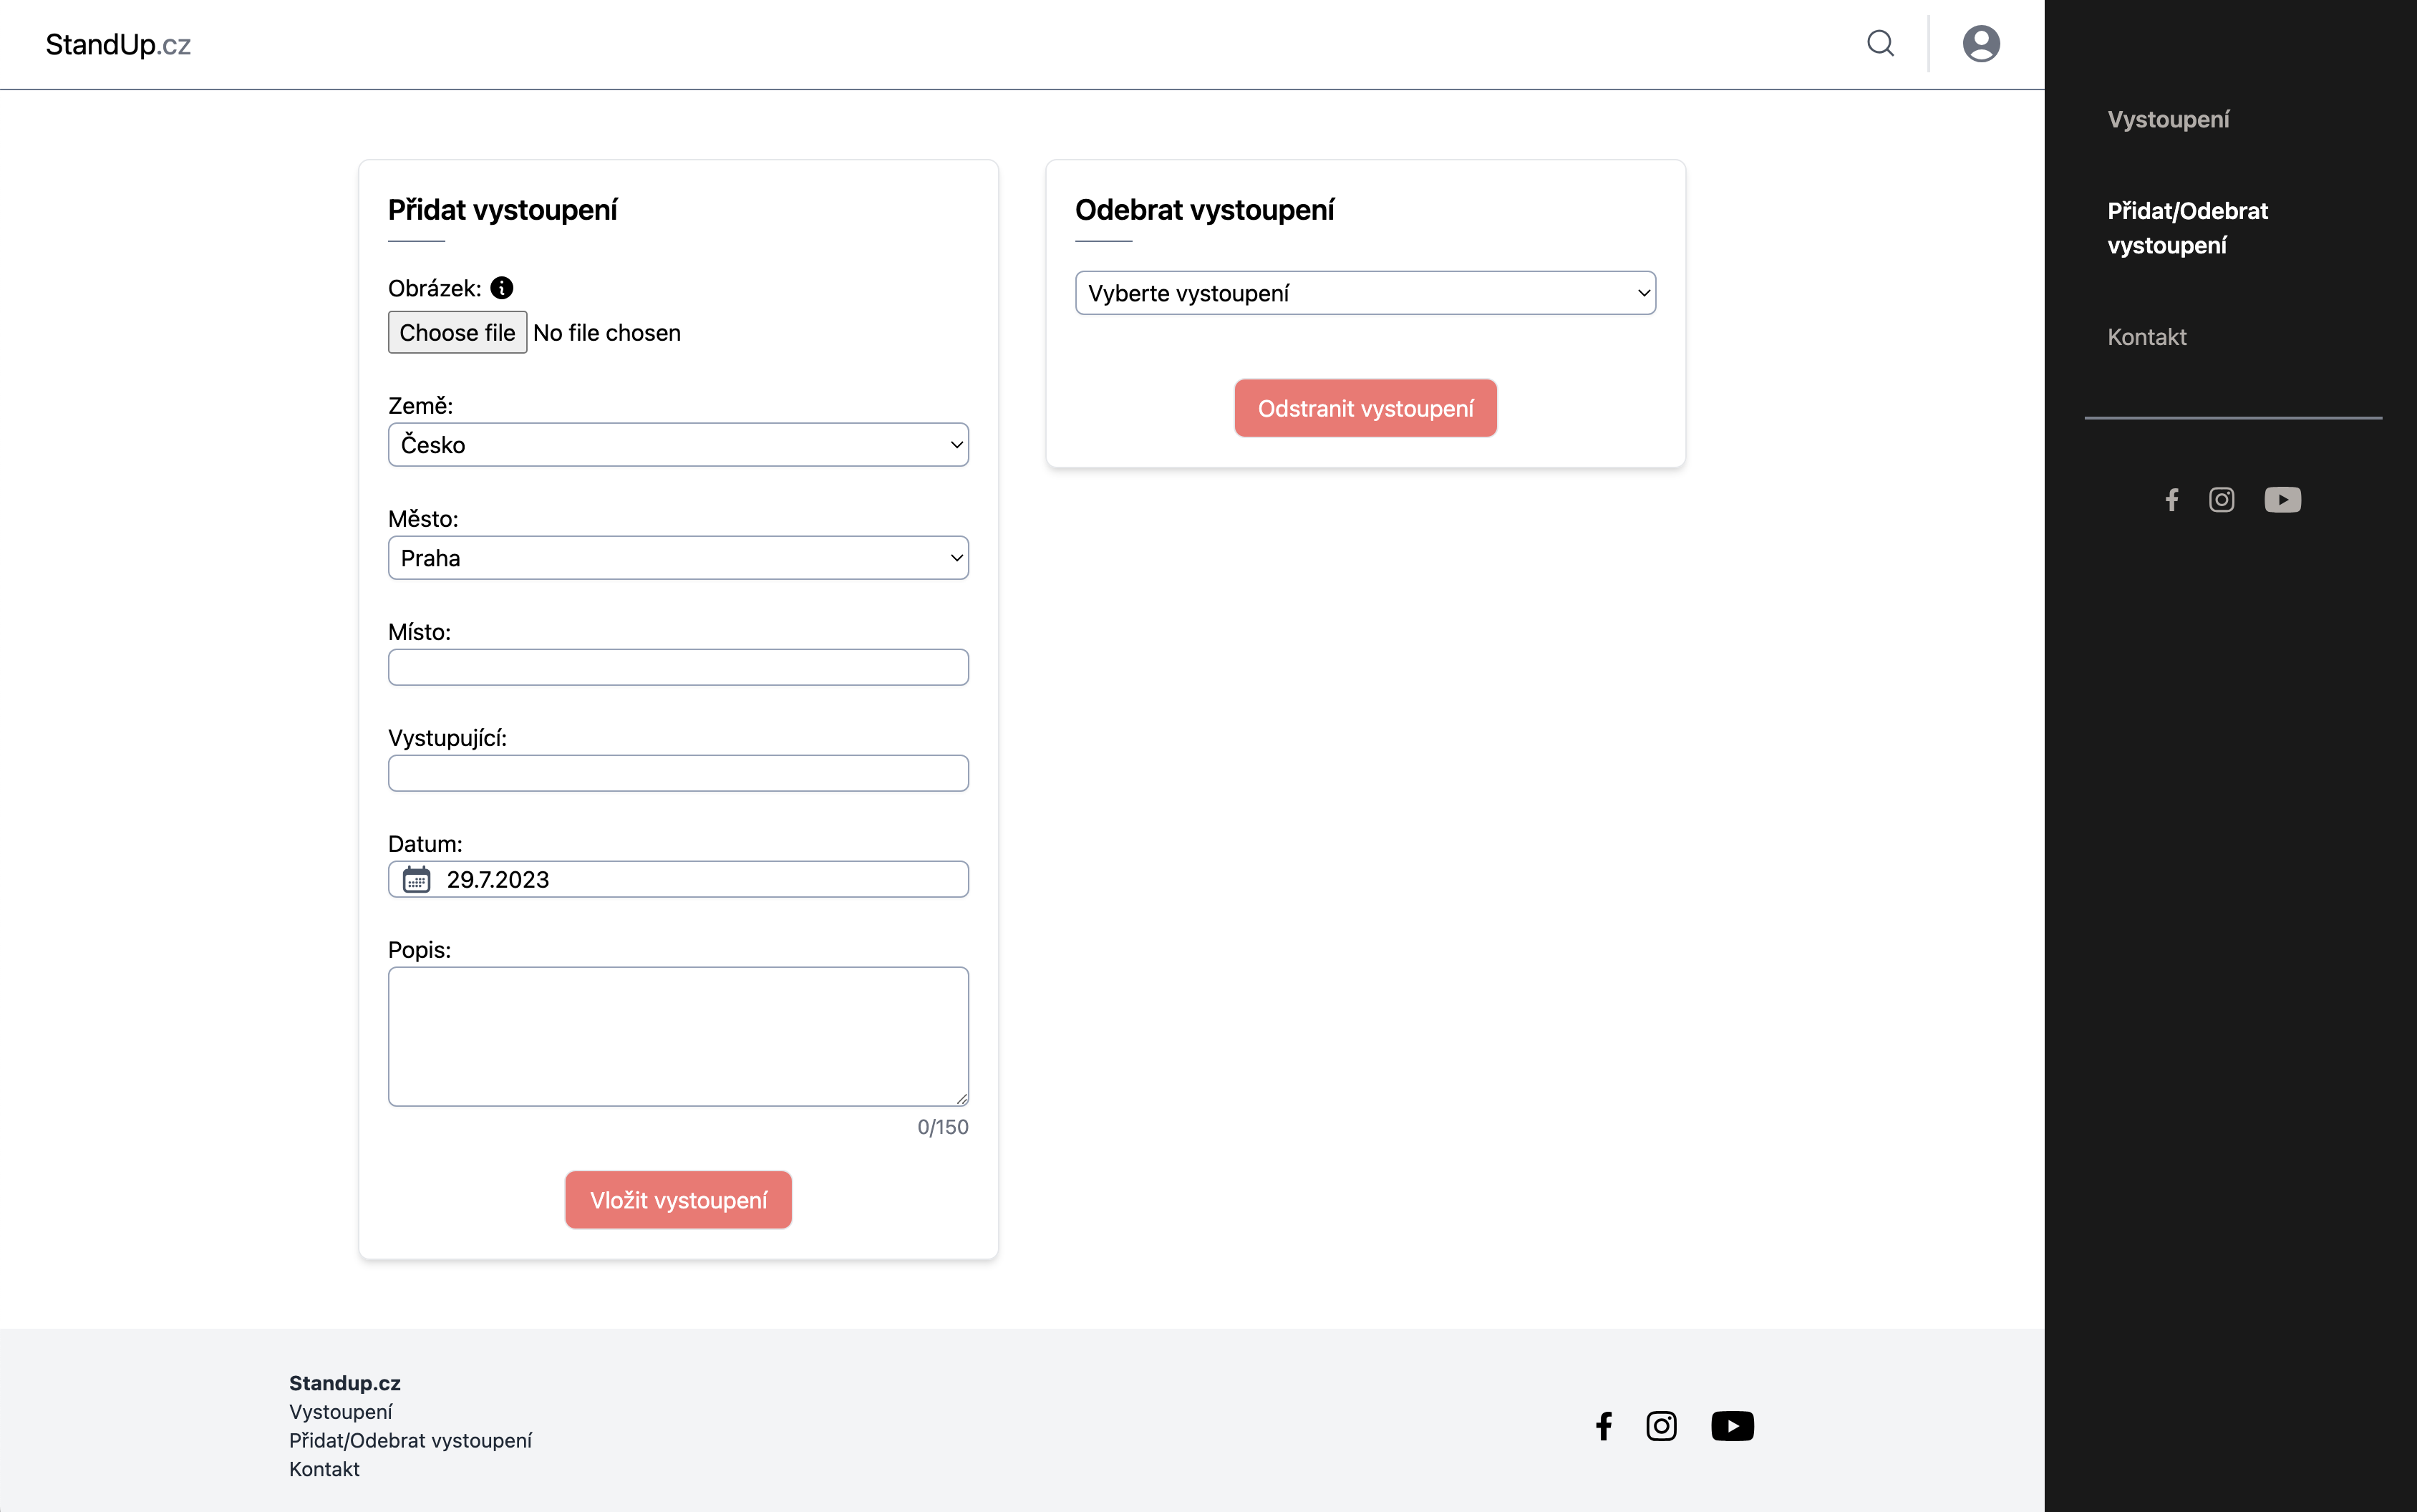 StandUp.cz
Přidat vystoupení
Obrázek:
Choose file No file chosen
Země:
Česko
Město:
Praha
Místo:
Vystupující:
Datum:
29.7.2023
Popis:
0/150
Vložit vystoupení
Odebrat vystoupení
Vyberte vystoupení
Odstranit vystoupení
Vystoupení
Přidat/Odebrat
vystoupení
Kontakt
Standup.cz
Vystoupení
Přidat/Odebrat vystoupení
Kontakt